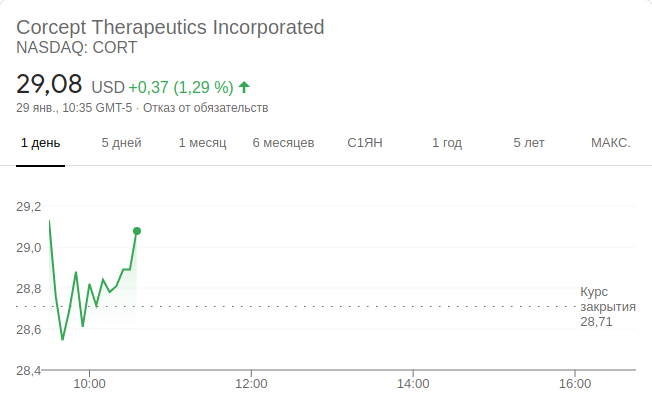 Corcept Therapeutics Incorporated
NASDAQ: CORT
29,08 USD +0,37 (1,29 %)
29 янв., 10:35 GMT-5 · Отказ от обязательств
1 день 5 дней 1 месяц 6 месяцев С1ЯН 1 год 5 лет МАКС.
29,2
29,0
28,8
Курс
закрытия
28,71
28,6
28,4
10:00 12:00 14:00 16:00